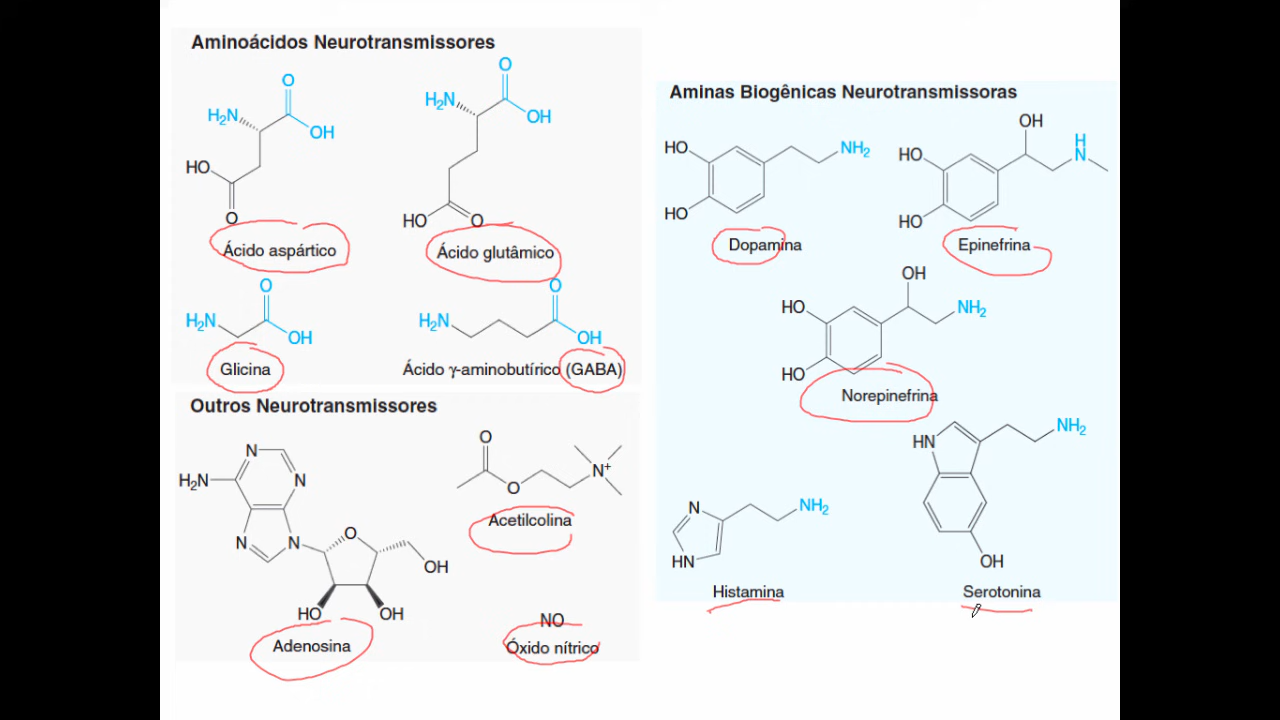 Aminoácidos Neurotransmissores
O
H₂N
OH
HO
O
Ácido aspártico
O
H₂N
OH
HO
O
Ácido glutâmico
O
H₂N
OH
Glicina
O
H₂N
OH
Ácido γ-aminobutírico (GABA)
Outros Neurotransmissores
N
H₂N
N
N
N
O
OH
HO
OH
Adenosina
O
O
N⁺
Acetilcolina
NO
Óxido nítrico
Aminas Biogênicas Neurotransmissoras
HO
NH₂
HO
Dopamina
OH
HO
H
N
HO
Epinefrina
OH
HO
NH₂
HO
Norepinefrina
N
NH₂
HN
Histamina
HN
NH₂
OH
Serotonina